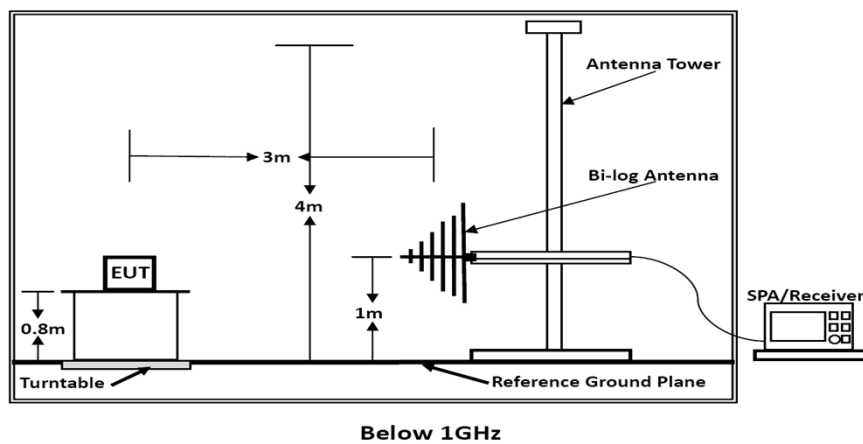 Antenna Tower
3m
Bi-log Antenna
4m
EUT
SPA/Receiver
0.8m
1m
Turntable
Reference Ground Plane
Below 1GHz